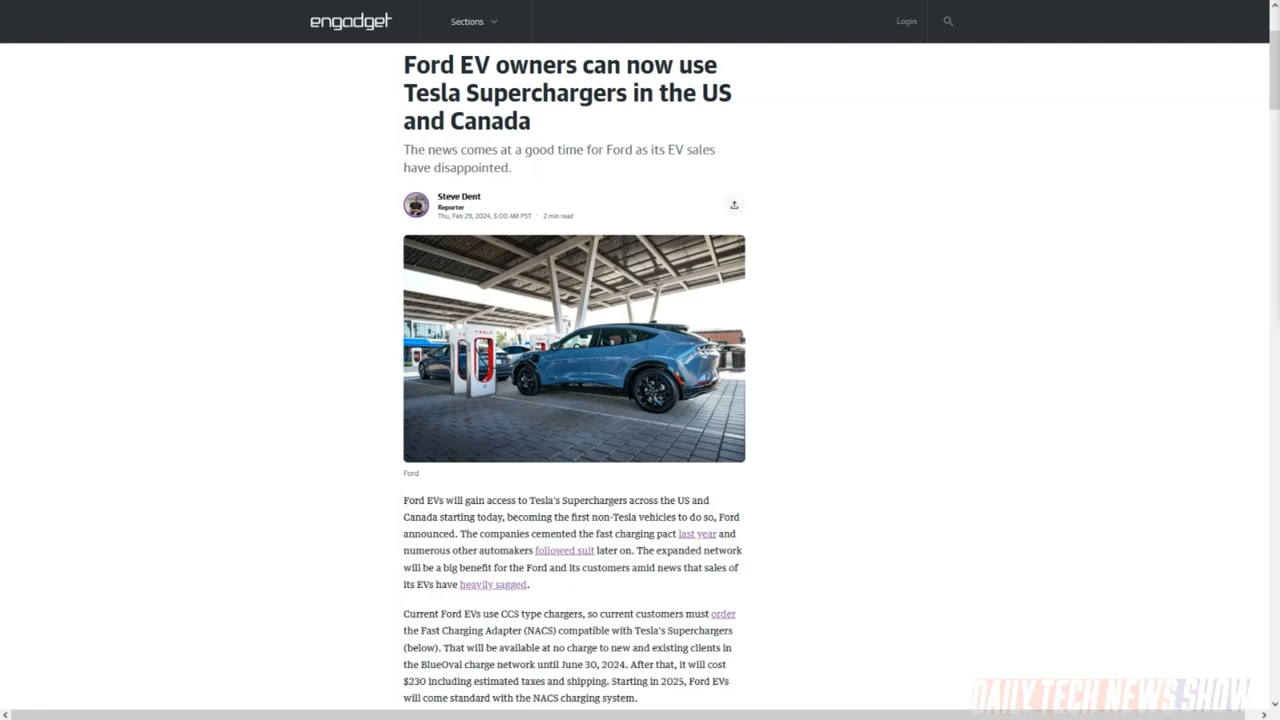 engadget
Sections
Login
Ford EV owners can now use
Tesla Superchargers in the US
and Canada
The news comes at a good time for Ford as its EV sales
have disappointed.
Steve Dent
Reporter
Thu, Feb 29, 2024, 5:00 AM PST · 2 min read
TESLA
Ford
Ford EVs will gain access to Tesla's Superchargers across the US and
Canada starting today, becoming the first non-Tesla vehicles to do so, Ford
announced. The companies cemented the fast charging pact last year and
numerous other automakers followed suit later on. The expanded network
will be a big benefit for the Ford and its customers amid news that sales of
its EVs have heavily sagged.
Current Ford EVs use CCS type chargers, so current customers must order
the Fast Charging Adapter (NACS) compatible with Tesla's Superchargers
(below). That will be available at no charge to new and existing clients in
the BlueOval charge network until June 30, 2024. After that, it will cost
$230 including estimated taxes and shipping. Starting in 2025, Ford EVs
will come standard with the NACS charging system.
DAILY TECH NEWS SHOW